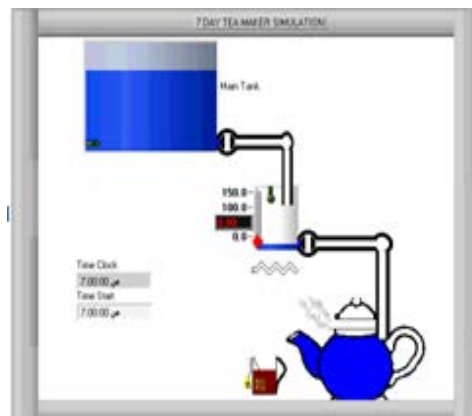 7 DAY TEA MAKER SIMULATION!
Main Tank
150.0
100.0
0.0
Time Clock
7:00:00 ص
Time Start
7:00:00 ص